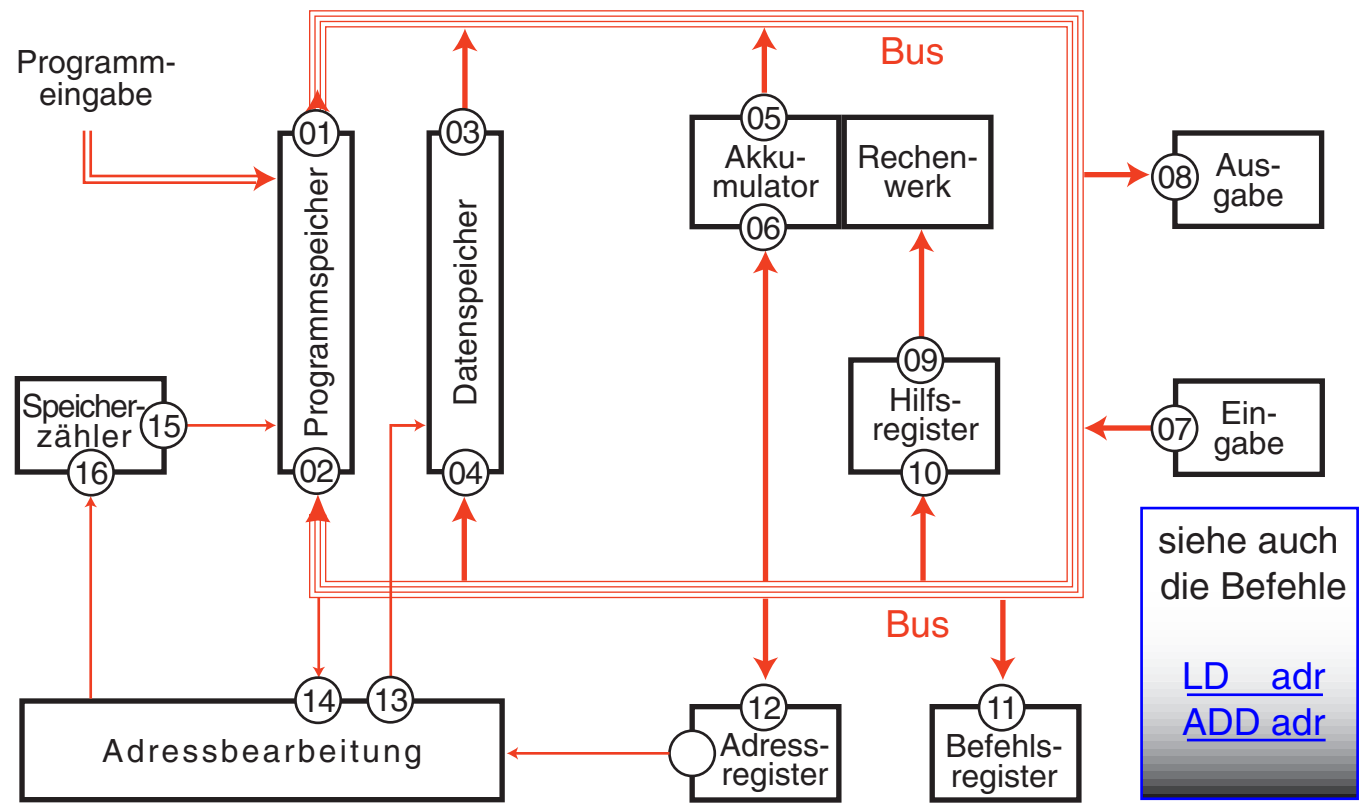 Programm-
eingabe
Bus
01
03
05
Akku-
mulator
06
Rechen-
werk
08
Aus-
gabe
Programmspeicher
Datenspeicher
09
Hilfs-
register
10
07
Ein-
gabe
Speicher-
zähler
15
16
02
04
siehe auch
die Befehle
LD adr
ADD adr
Bus
14
13
Adressbearbeitung
12
Adress-
register
11
Befehls-
register